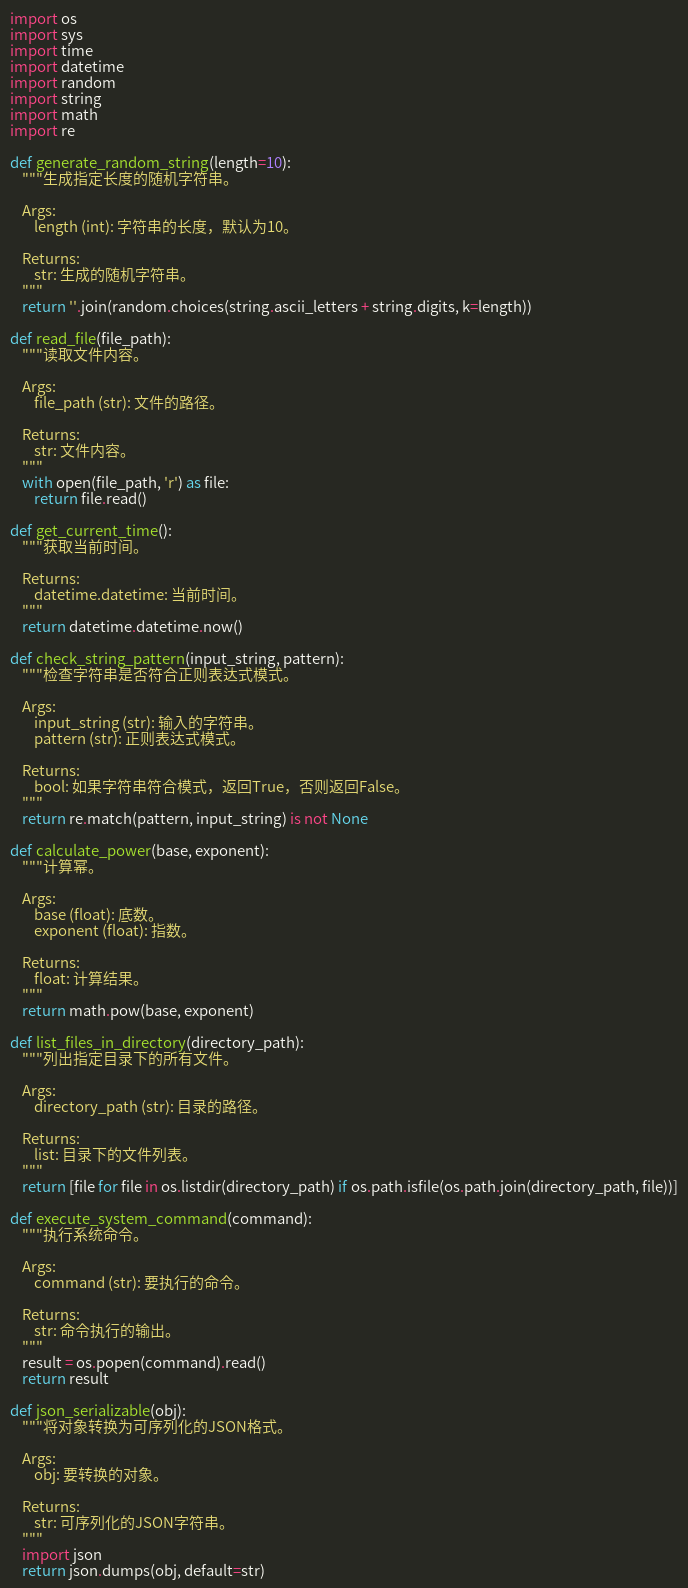 import os
import sys
import time
import datetime
import random
import string
import math
import re

def generate_random_string(length=10):
    """生成指定长度的随机字符串。

    Args:
        length (int): 字符串的长度，默认为10。

    Returns:
        str: 生成的随机字符串。
    """
    return ''.join(random.choices(string.ascii_letters + string.digits, k=length))

def read_file(file_path):
    """读取文件内容。

    Args:
        file_path (str): 文件的路径。

    Returns:
        str: 文件内容。
    """
    with open(file_path, 'r') as file:
        return file.read()

def get_current_time():
    """获取当前时间。

    Returns:
        datetime.datetime: 当前时间。
    """
    return datetime.datetime.now()

def check_string_pattern(input_string, pattern):
    """检查字符串是否符合正则表达式模式。

    Args:
        input_string (str): 输入的字符串。
        pattern (str): 正则表达式模式。

    Returns:
        bool: 如果字符串符合模式，返回True，否则返回False。
    """
    return re.match(pattern, input_string) is not None

def calculate_power(base, exponent):
    """计算幂。

    Args:
        base (float): 底数。
        exponent (float): 指数。

    Returns:
        float: 计算结果。
    """
    return math.pow(base, exponent)

def list_files_in_directory(directory_path):
    """列出指定目录下的所有文件。

    Args:
        directory_path (str): 目录的路径。

    Returns:
        list: 目录下的文件列表。
    """
    return [file for file in os.listdir(directory_path) if os.path.isfile(os.path.join(directory_path, file))]

def execute_system_command(command):
    """执行系统命令。

    Args:
        command (str): 要执行的命令。

    Returns:
        str: 命令执行的输出。
    """
    result = os.popen(command).read()
    return result

def json_serializable(obj):
    """将对象转换为可序列化的JSON格式。

    Args:
        obj: 要转换的对象。

    Returns:
        str: 可序列化的JSON字符串。
    """
    import json
    return json.dumps(obj, default=str)